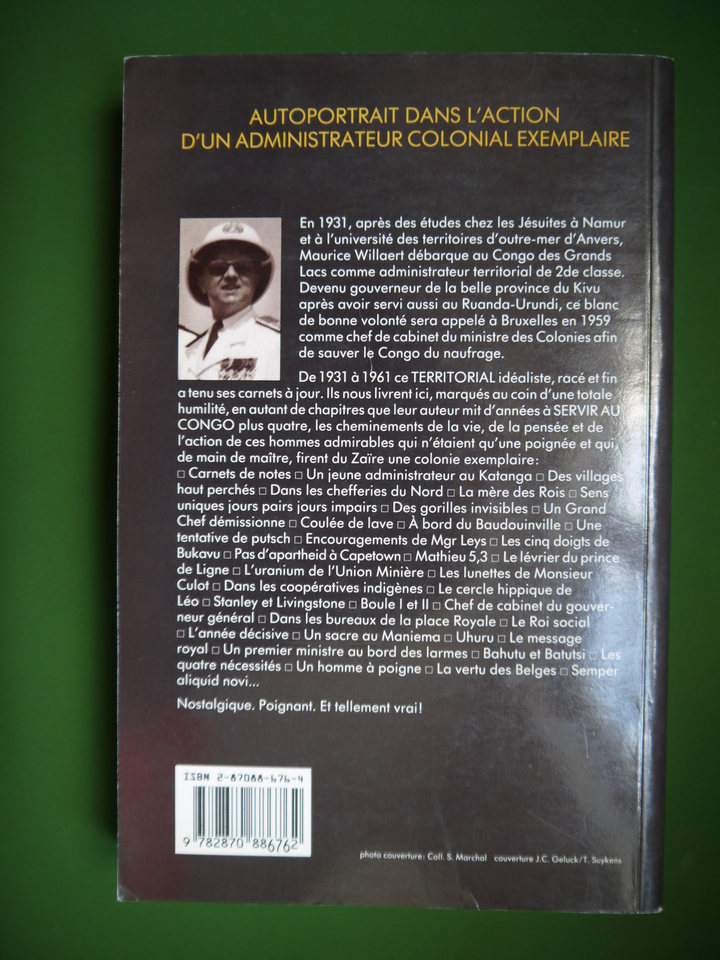 AUTOPORTRAIT DANS L'ACTION
D'UN ADMINISTRATEUR COLONIAL EXEMPLAIRE
En 1931, après des études chez les Jésuites à Namur
et à l'université des territoires d'outre-mer d'Anvers,
Maurice Willaert débarque au Congo des Grands
Lacs comme administrateur territorial de 2de classe.
Devenu gouverneur de la belle province du Kivu
après avoir servi aussi au Ruanda-Urundi, ce blanc
de bonne volonté sera appelé à Bruxelles en 1959
comme chef de cabinet du ministre des Colonies afin
de sauver le Congo du naufrage.
De 1931 à 1961 ce TERRITORIAL idéaliste, racé et fin
a tenu ses carnets à jour. Ils nous livrent ici, marqués au coin d'une totale
humilité, en autant de chapitres que leur auteur mit d'années à SERVIR AU
CONGO plus quatre, les cheminements de la vie, de la pensée et de
l'action de ces hommes admirables qui n'étaient qu'une poignée et qui,
de main de maître, firent du Zaïre une colonie exemplaire:
□ Carnets de notes □ Un jeune administrateur au Katanga □ Des villages
haut perchés □ Dans les chefferies du Nord □ La mère des Rois □ Sens
uniques jours pairs jours impairs □ Des gorilles invisibles □ Un Grand
Chef démissionne □ Coulée de lave □ À bord du Baudouinville □ Une
tentative de putsch □ Encouragements de Mgr Leys □ Les cinq doigts de
Bukavu □ Pas d'apartheid à Capetown □ Mathieu 5,3 □ Le lévrier du prince
de Ligne □ L'uranium de l'Union Minière □ Les lunettes de Monsieur
Culot □ Dans les coopératives indigènes □ Le cercle hippique de
Léo □ Stanley et Livingstone □ Boule I et II □ Chef de cabinet du gouver-
neur général □ Dans les bureaux de la place Royale □ Le Roi social
□ L'année décisive □ Un sacre au Maniema □ Uhuru □ Le message
royal □ Un premier ministre au bord des larmes □ Bahutu et Batutsi □ Les
quatre nécessités □ Un homme à poigne □ La vertu des Belges □ Semper
aliquid novi...
Nostalgique. Poignant. Et tellement vrai!
ISBN 2-87088-676-4
9 782870 886762
photo couverture: Coll. S. Marchal couverture J.C. Geluck/T. Suykens